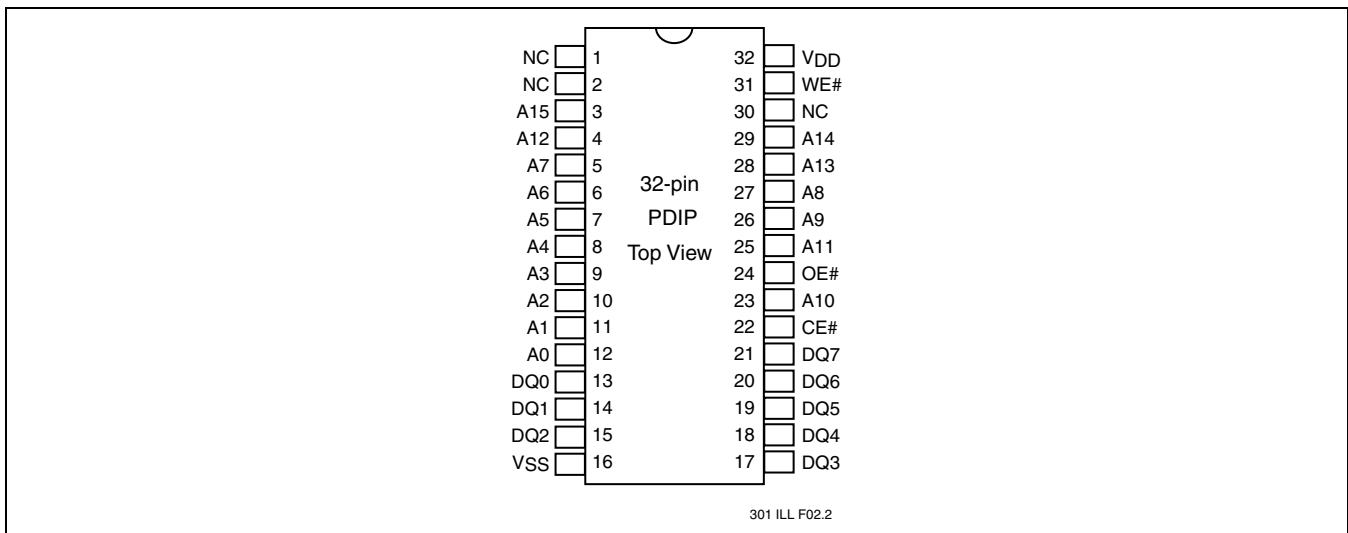 NC 1 32 VDD
NC 2 31 WE#
A15 3 30 NC
A12 4 29 A14
A7 5 28 A13
A6 6 32-pin 27 A8
A5 7 PDIP 26 A9
A4 8 Top View 25 A11
A3 9 24 OE#
A2 10 23 A10
A1 11 22 CE#
A0 12 21 DQ7
DQ0 13 20 DQ6
DQ1 14 19 DQ5
DQ2 15 18 DQ4
VSS 16 17 DQ3
301 ILL F02.2